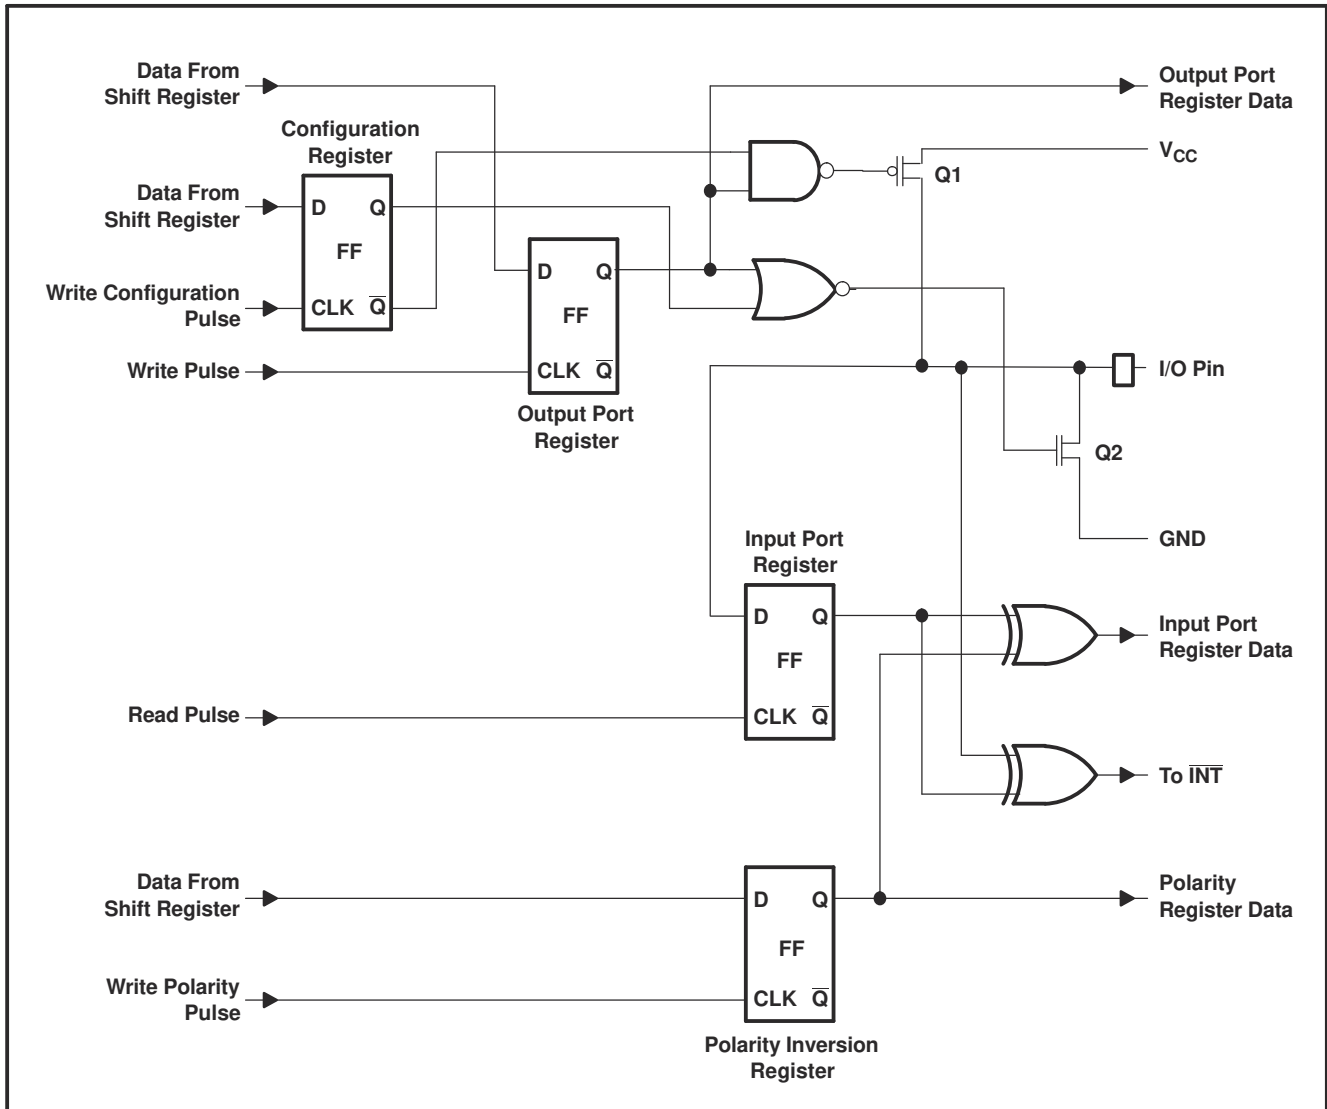 Data From
Shift Register
Output Port
Register Data
Configuration
Register
V_CC
Q1
Data From
Shift Register
D Q
FF
CLK Q̅
Write Configuration
Pulse
D Q
FF
CLK Q̅
Write Pulse
Output Port
Register
I/O Pin
Q2
GND
Input Port
Register
D Q
FF
CLK Q̅
Input Port
Register Data
Read Pulse
To I̅N̅T̅
Data From
Shift Register
D Q
FF
CLK Q̅
Polarity
Register Data
Write Polarity
Pulse
Polarity Inversion
Register